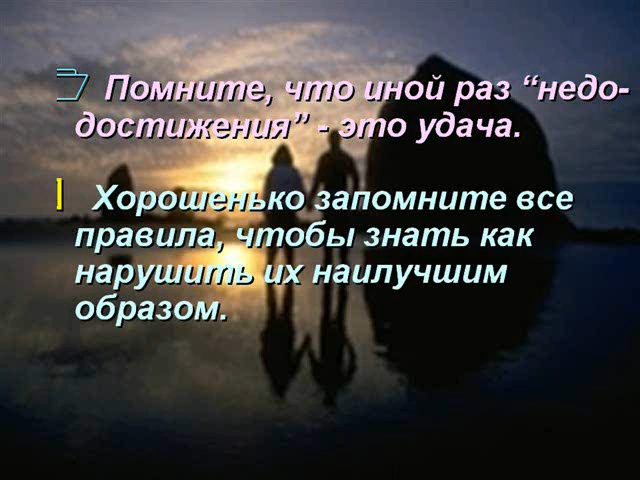 Помните, что иной раз “недо-
достижения” - это удача.
Хорошенько запомните все
правила, чтобы знать как
нарушить их наилучшим
образом.